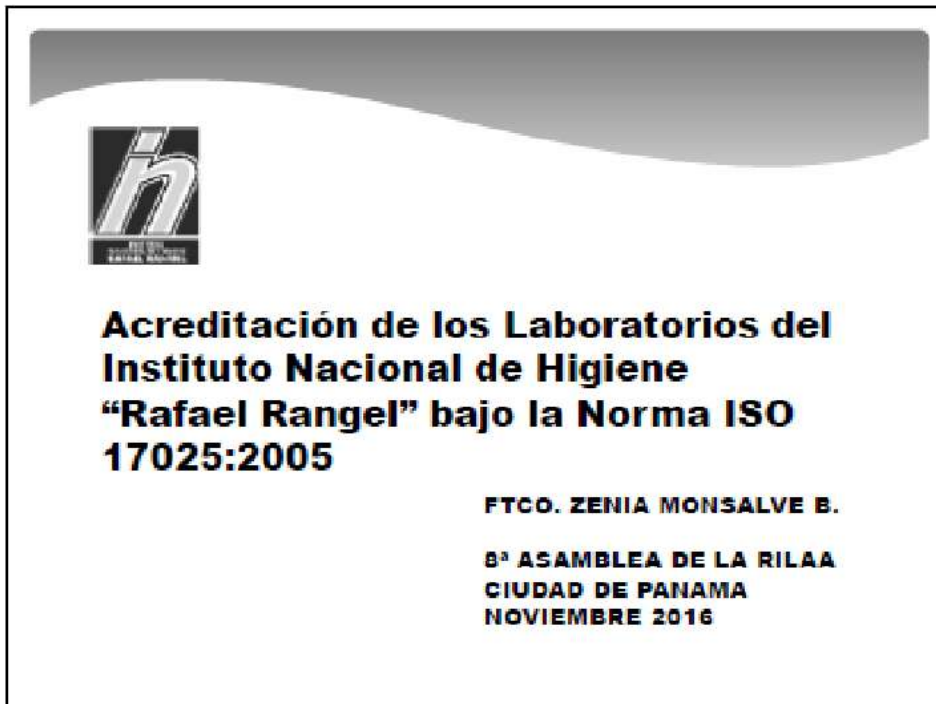 Acreditación de los Laboratorios del
Instituto Nacional de Higiene
“Rafael Rangel” bajo la Norma ISO
17025:2005
FTCO. ZENIA MONSALVE B.
8ª ASAMBLEA DE LA RILAA
CIUDAD DE PANAMA
NOVIEMBRE 2016